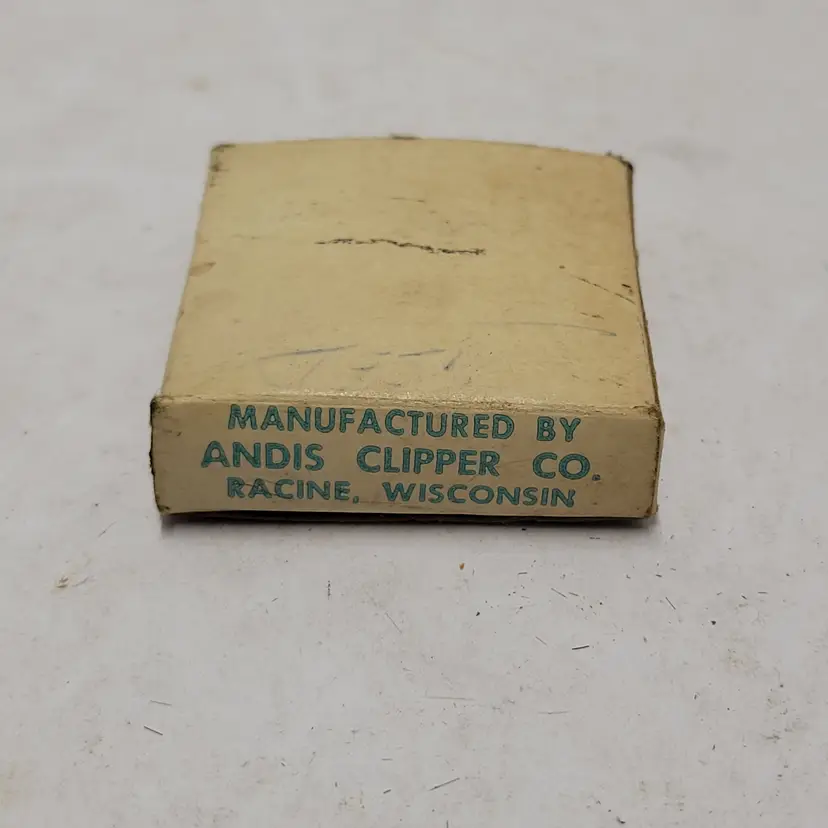 MANUFACTURED BY
ANDIS CLIPPER CO.
RACINE, WISCONSIN